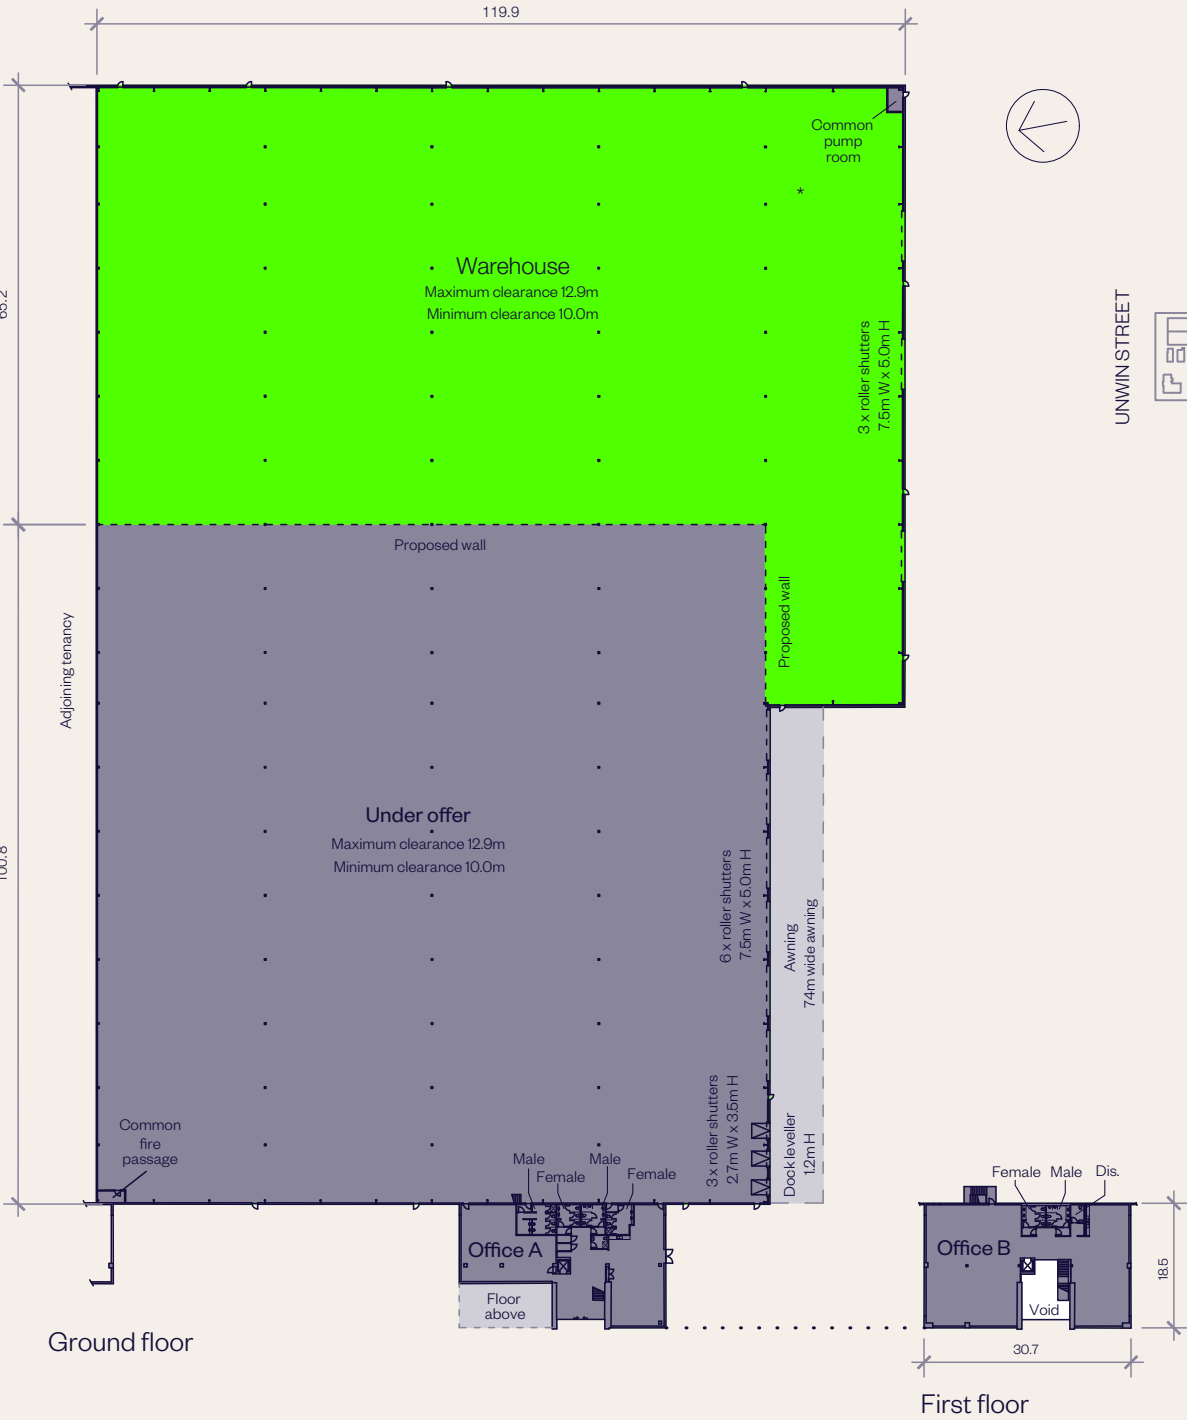 119.9
Common
pump
room
*
Warehouse
Maximum clearance 12.9m
Minimum clearance 10.0m
65.2
3 x roller shutters
7.5m W x 5.0m H
UNWIN STREET
Proposed wall
Proposed wall
Adjoining tenancy
Under offer
Maximum clearance 12.9m
Minimum clearance 10.0m
100.8
6 x roller shutters
7.5m W x 5.0m H
Awning
74m wide awning
3 x roller shutters
2.7m W x 3.5m H
Dock leveller
1.2m H
Common
fire
passage
Male
Female
Male
Female
Office A
Floor
above
Ground floor
Female
Male
Dis.
Office B
Void
18.5
30.7
First floor